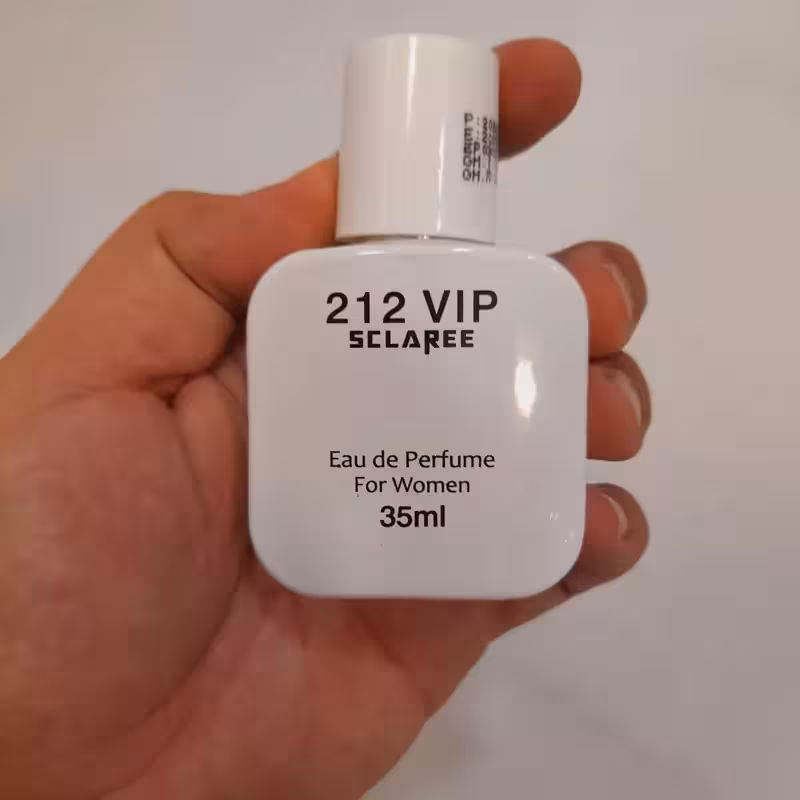 212 VIP
SCLAREE
Eau de Perfume
For Women
35ml